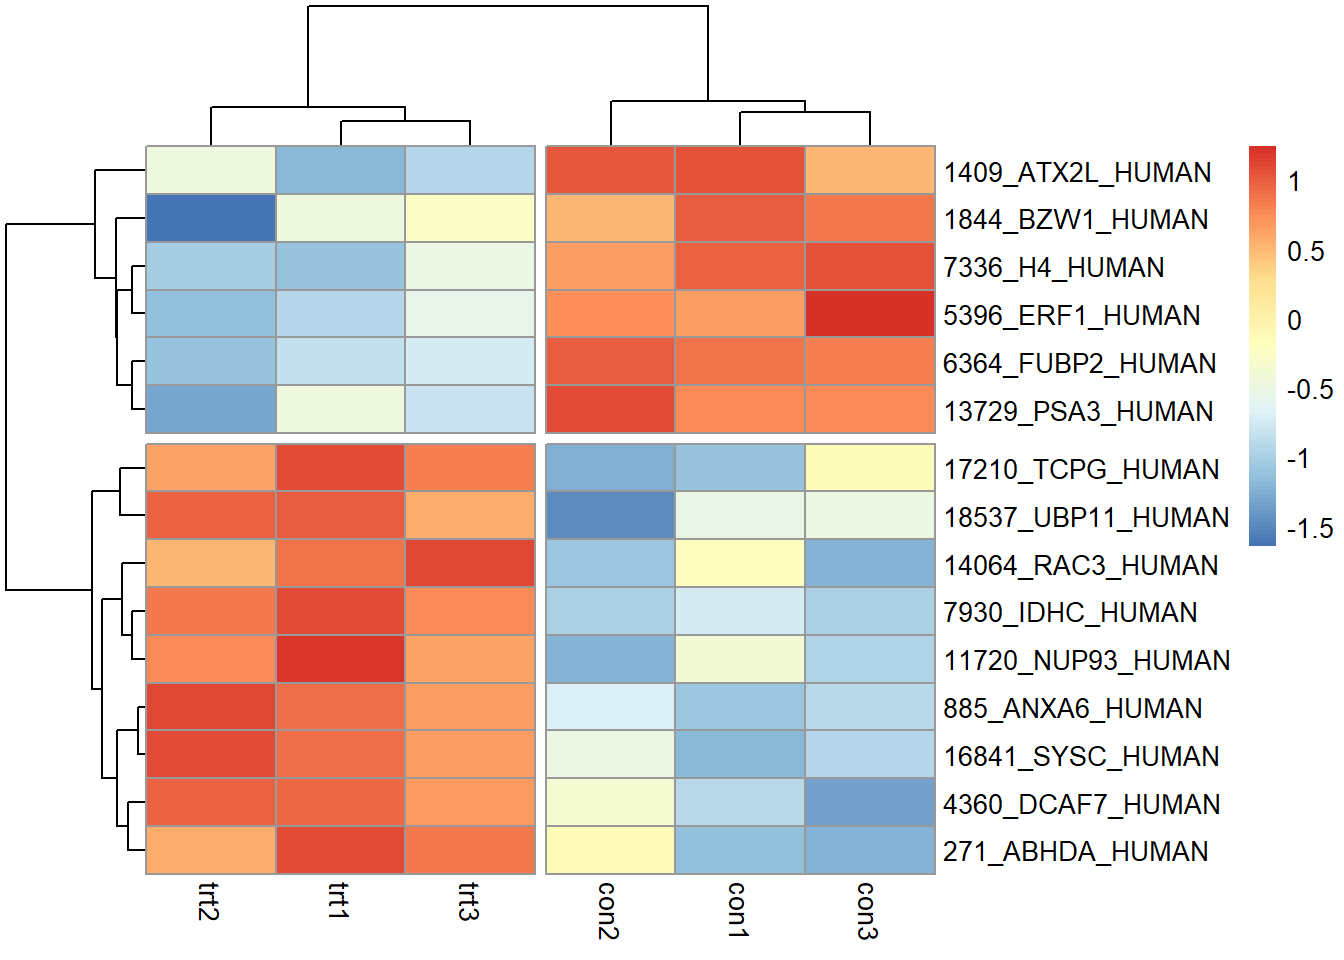 1409_ATX2L_HUMAN
1844_BZW1_HUMAN
7336_H4_HUMAN
5396_ERF1_HUMAN
6364_FUBP2_HUMAN
13729_PSA3_HUMAN
17210_TCPG_HUMAN
18537_UBP11_HUMAN
14064_RAC3_HUMAN
7930_IDHC_HUMAN
11720_NUP93_HUMAN
885_ANXA6_HUMAN
16841_SYSC_HUMAN
4360_DCAF7_HUMAN
271_ABHDA_HUMAN
1
0.5
0
-0.5
-1
-1.5
trt2
trt1
trt3
con2
con1
con3